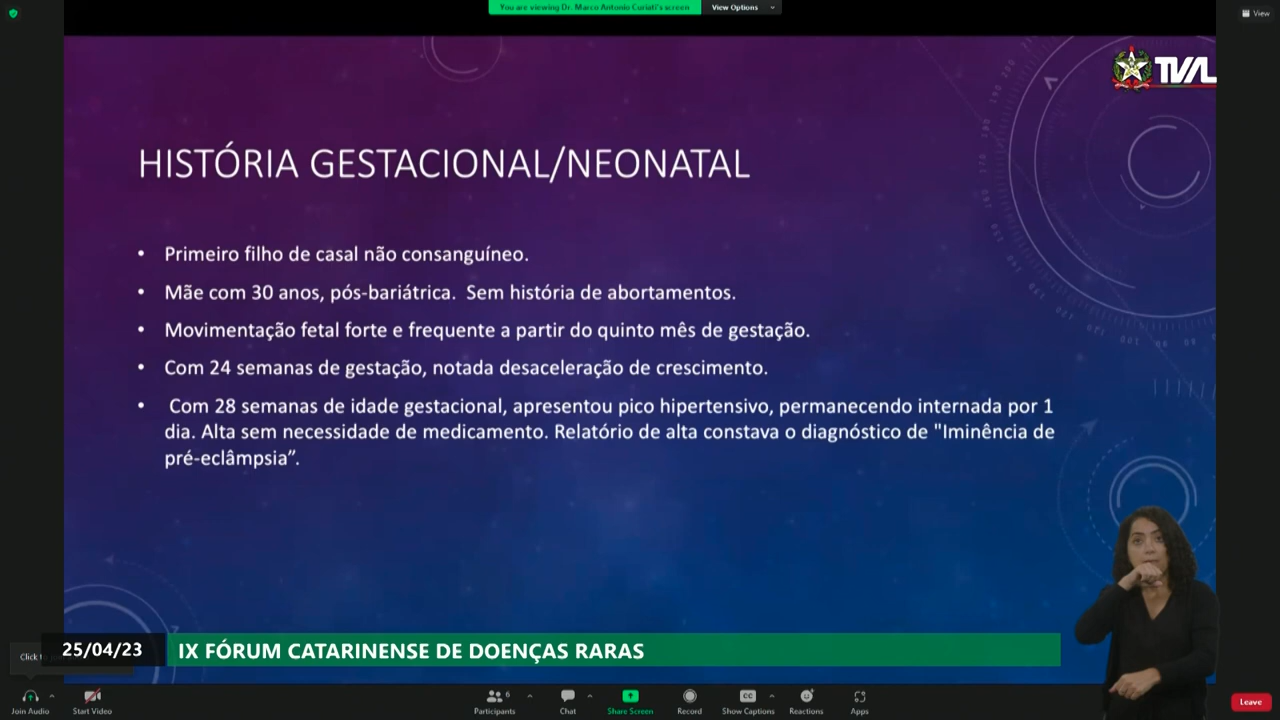 You are viewing Dr. Marco Antonio Curiati's screen
View Options
View
TVAL
HISTÓRIA GESTACIONAL/NEONATAL
• Primeiro filho de casal não consanguíneo.
• Mãe com 30 anos, pós-bariátrica. Sem história de abortamentos.
• Movimentação fetal forte e frequente a partir do quinto mês de gestação.
• Com 24 semanas de gestação, notada desaceleração de crescimento.
• Com 28 semanas de idade gestacional, apresentou pico hipertensivo, permanecendo internada por 1
dia. Alta sem necessidade de medicamento. Relatório de alta constava o diagnóstico de "Iminência de
pré-eclâmpsia”.
25/04/23
IX FÓRUM CATARINENSE DE DOENÇAS RARAS
Click
Join Audio
Start Video
Participants
6
Chat
Share Screen
Record
CC
Show Captions
Reactions
Apps
Leave